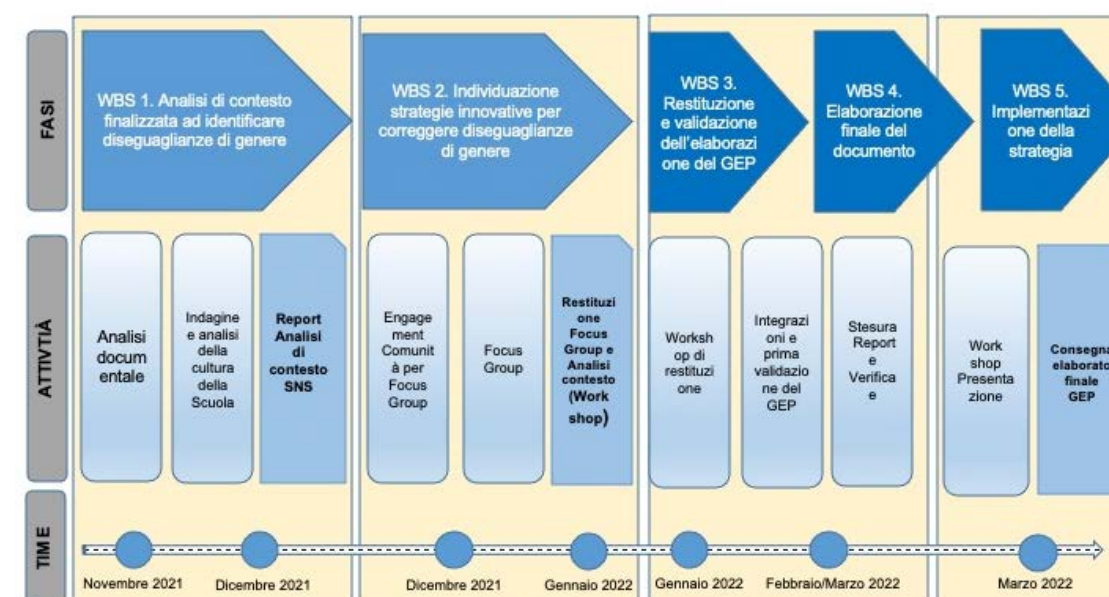 FASI
WBS 1. Analisi di contesto
finalizzata ad identificare
diseguaglianze di genere
WBS 2. Individuazione
strategie innovative per
correggere diseguaglianze
di genere
WBS 3.
Restituzione
e validazione
dell'elaborazi
one del GEP
WBS 4.
Elaborazione
finale del
documento
WBS 5.
Implementazi
one della
strategia
ATTIVTIÀ
Analisi
docum
entale
Indagine
e analisi
della
cultura
della
Scuola
Report
Analisi
di
contesto
SNS
Engage
ment
Comunit
à per
Focus
Group
Focus
Group
Restituzi
one
Focus
Group e
Analisi
contesto
(Work
shop)
Worksh
op di
restituzi
one
Integrazi
oni e
prima
validazio
ne del
GEP
Stesura
Report
e
Verifica
e
Work
shop
Presenta
zione
Consegna
elaborato
finale
GEP
TIME
Novembre 2021
Dicembre 2021
Dicembre 2021
Gennaio 2022
Gennaio 2022
Febbraio/Marzo 2022
Marzo 2022